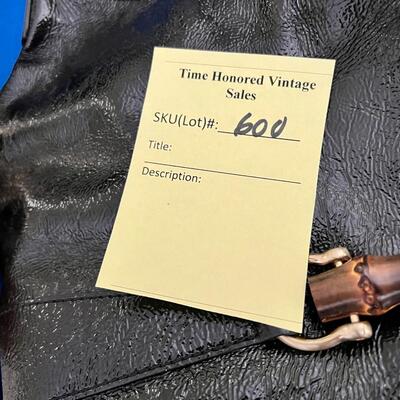 Time Honored Vintage
Sales
SKU(Lot)#: 600
Title:
Description: